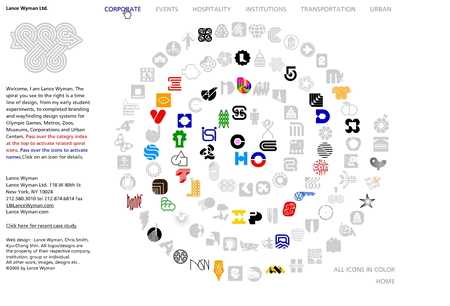 Lance Wyman Ltd.
CORPORATE EVENTS HOSPITALITY INSTITUTIONS TRANSPORTATION URBAN
Welcome, I am Lance Wyman. The
spiral you see to the right is a time
line of design, from my early student
experiments, to completed branding
and wayfinding design systems for
Olympic Games, Metros, Zoos,
Museums, Corporations and Urban
Centers. Pass over the category index
at the top to activate related spiral
icons. Pass over the icons to activate
names.Click on an icon for details.
Lance Wyman
Lance Wyman Ltd. 118 W 80th St
New York, NY 10024
212.580.3010 tel 212.874.6814 fax
L@LanceWyman.com
Lance Wyman.com
Click here for recent case study
Web design: Lance Wyman, Chris Smith,
KyuChang Shin. All logos/designs are
the property of their respective company,
institution, group or individual.
All other work, images, designs etc.
©2005 by Lance Wyman
ALL ICONS IN COLOR
HOME